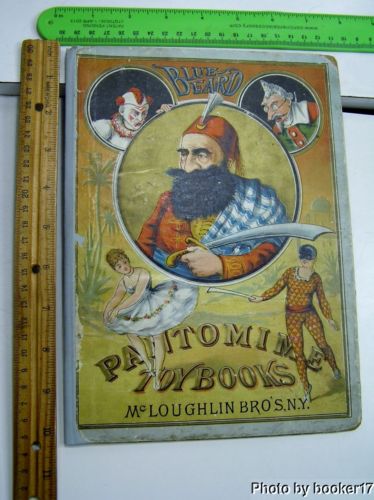 BLUE
BEARD
PANTOMIME
TOY BOOKS
McLOUGHLIN BRO'S. N.Y.
Photo by booker17